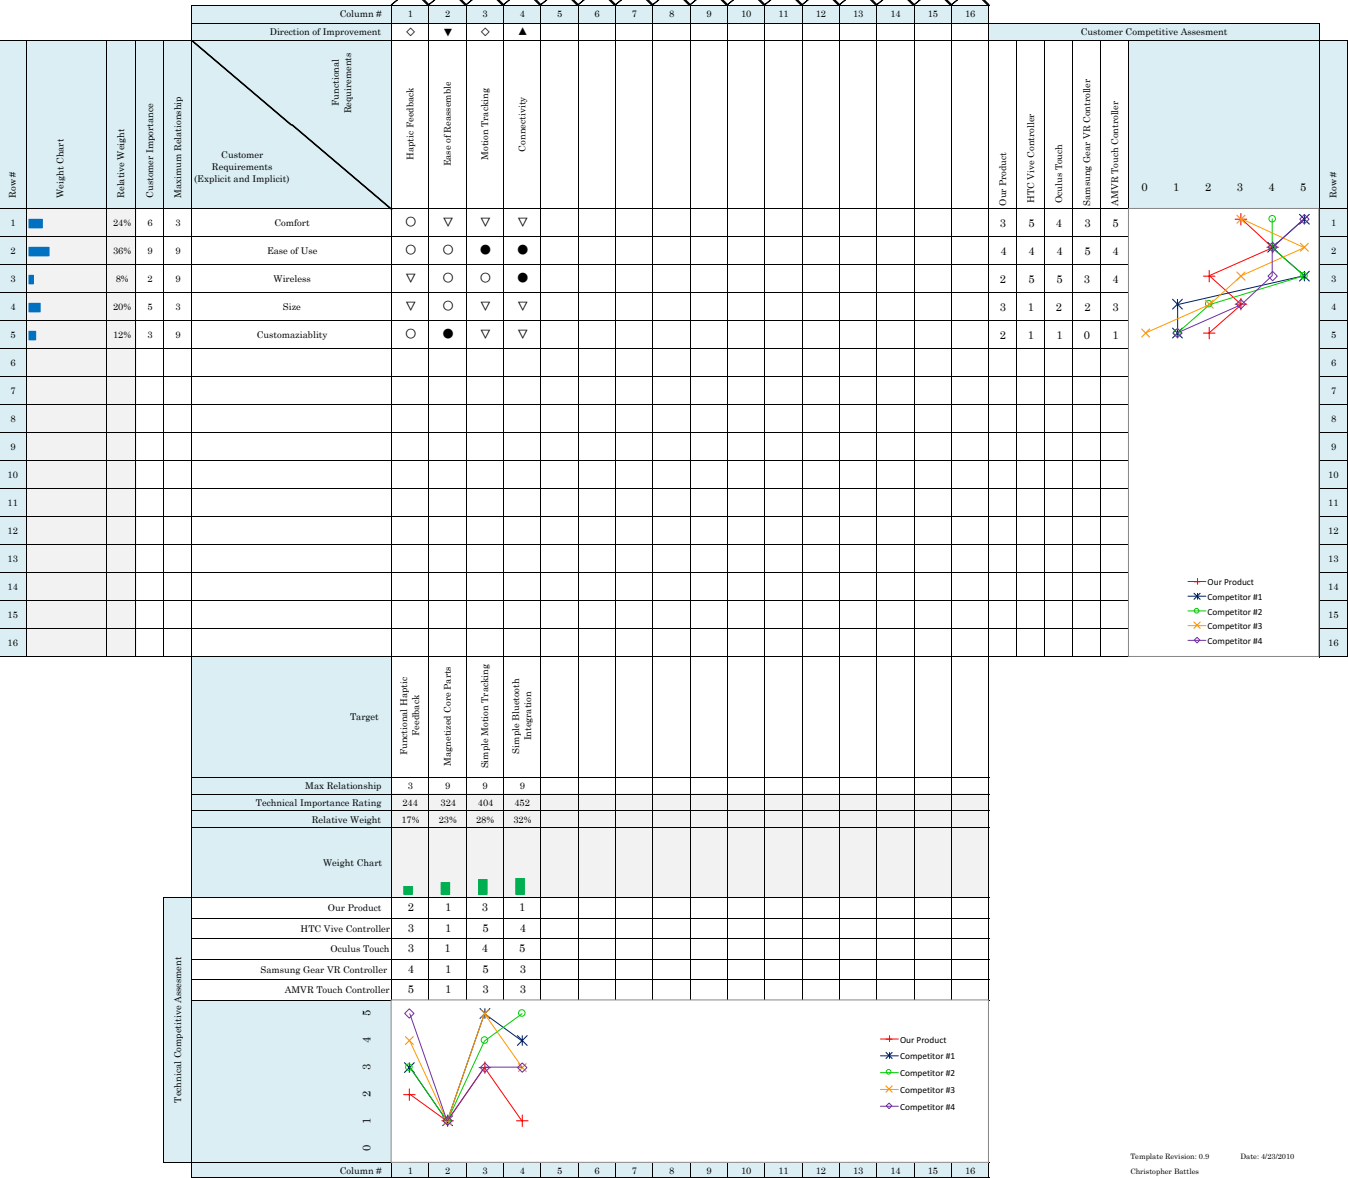 Column # 1 2 3 4 5 6 7 8 9 10 11 12 13 14 15 16
Direction of Improvement ◇ ▼ ◇ ▲
Customer Competitive Assesment
Row #
Weight Chart
Relative Weight
Customer Importance
Maximum Relationship
Customer
Requirements
(Explicit and Implicit)
Functional
Requirements
Haptic Feedback
Ease of Reassemble
Motion Tracking
Connectivity
Our Product
HTC Vive Controller
Oculus Touch
Samsung Gear VR Controller
AMVR Touch Controller
0 1 2 3 4 5
Row #
1 24% 6 3 Comfort ○ ▽ ▽ ▽ 3 5 4 3 5 1
2 36% 9 9 Ease of Use ○ ○ ● ● 4 4 4 5 4 2
3 8% 2 9 Wireless ▽ ○ ○ ● 2 5 5 3 4 3
4 20% 5 3 Size ▽ ○ ▽ ▽ 3 1 2 2 3 4
5 12% 3 9 Customaziablity ○ ● ▽ ▽ 2 1 1 0 1 5
6 6
7 7
8 8
9 9
10 10
11 11
12 12
13 13
14 14
15 15
16 16
Our Product
Competitor #1
Competitor #2
Competitor #3
Competitor #4
Target
Functional Haptic
Feedback
Magnetized Core Parts
Simple Motion Tracking
Simple Bluetooth
Integration
Max Relationship 3 9 9 9
Technical Importance Rating 244 324 404 452
Relative Weight 17% 23% 28% 32%
Weight Chart
Technical Competitive Assesment
Our Product 2 1 3 1
HTC Vive Controller 3 1 5 4
Oculus Touch 3 1 4 5
Samsung Gear VR Controller 4 1 5 3
AMVR Touch Controller 5 1 3 3
5
4
3
2
1
0
Our Product
Competitor #1
Competitor #2
Competitor #3
Competitor #4
Column # 1 2 3 4 5 6 7 8 9 10 11 12 13 14 15 16
Template Revision: 0.9 Date: 4/23/2010
Christopher Battles